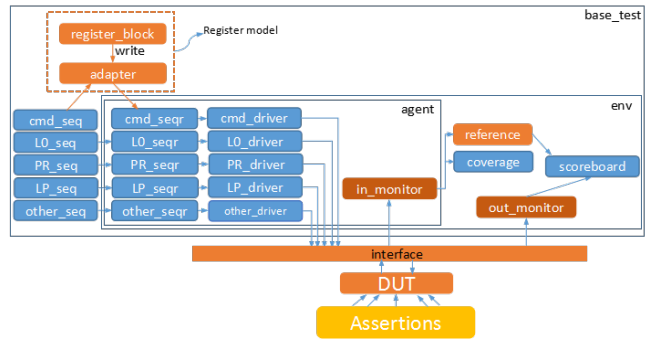 base_test
register_block
Register model
write
adapter
env
agent
cmd_seq
cmd_seqr
cmd_driver
L0_seq
L0_seqr
L0_driver
reference
PR_seq
PR_seqr
PR_driver
coverage
scoreboard
LP_seq
LP_seqr
LP_driver
in_monitor
other_seq
other_seqr
other_driver
out_monitor
interface
DUT
Assertions